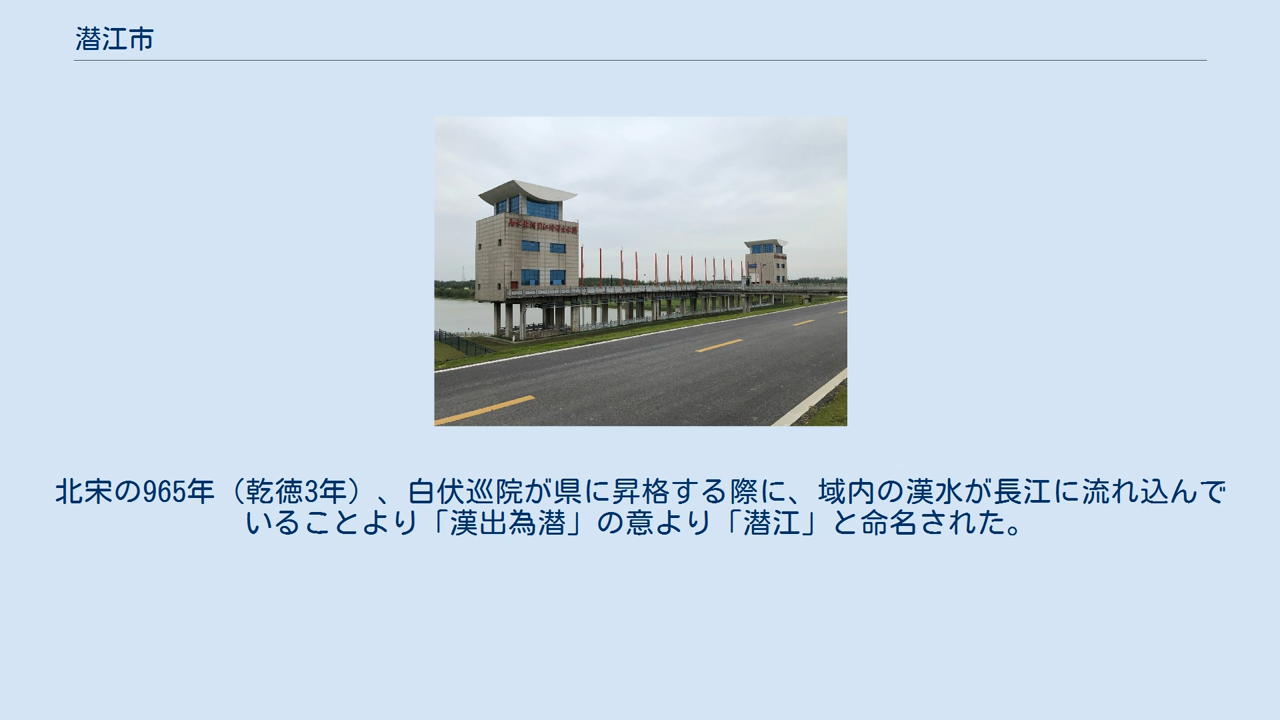 潜江市
北宋の965年（乾徳3年）、白伏巡院が県に昇格する際に、域内の漢水が長江に流れ込んで
いることより「漢出為潜」の意より「潜江」と命名された。